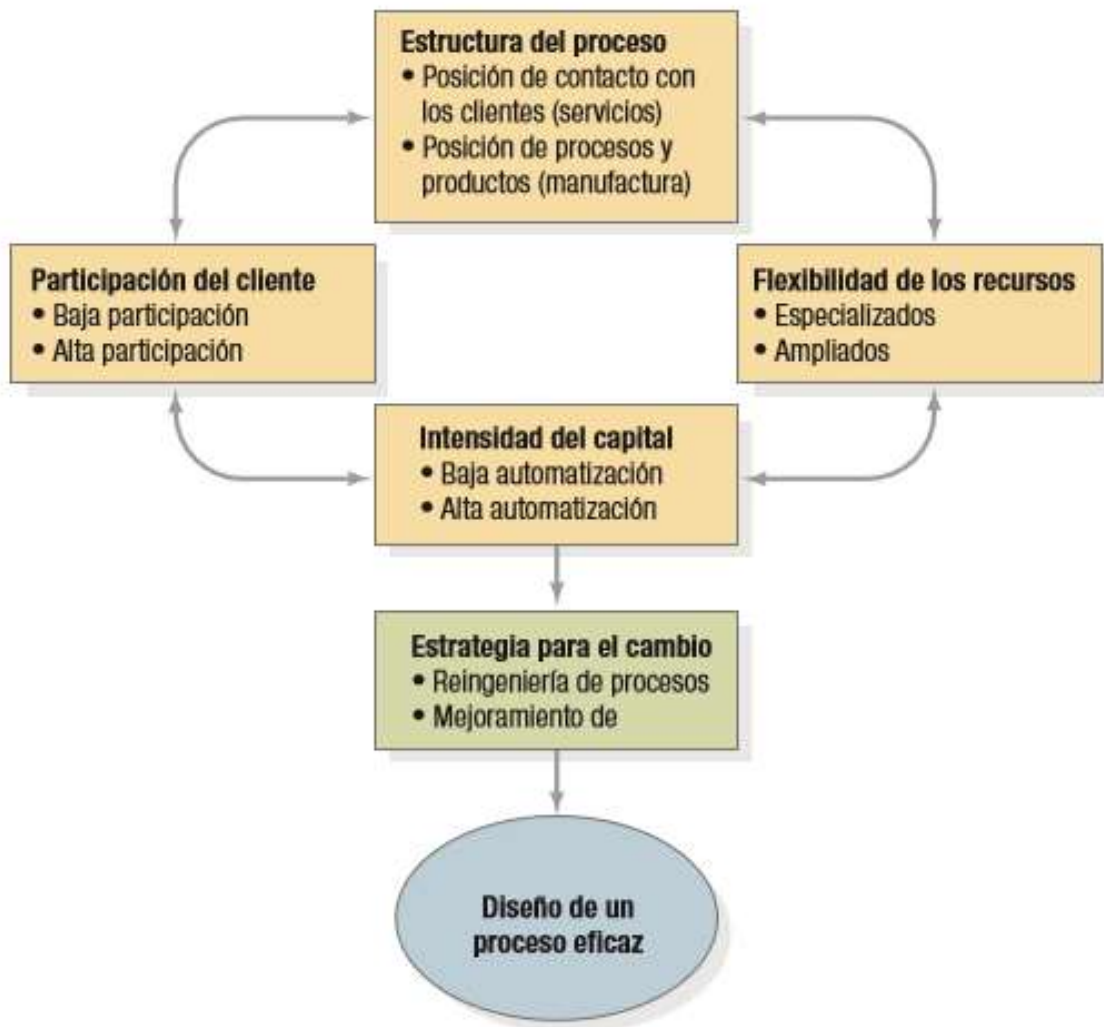 Estructura del proceso
• Posición de contacto con
los clientes (servicios)
• Posición de procesos y
productos (manufactura)
Participación del cliente
• Baja participación
• Alta participación
Flexibilidad de los recursos
• Especializados
• Ampliados
Intensidad del capital
• Baja automatización
• Alta automatización
Estrategia para el cambio
• Reingeniería de procesos
• Mejoramiento de
Diseño de un
proceso eficaz